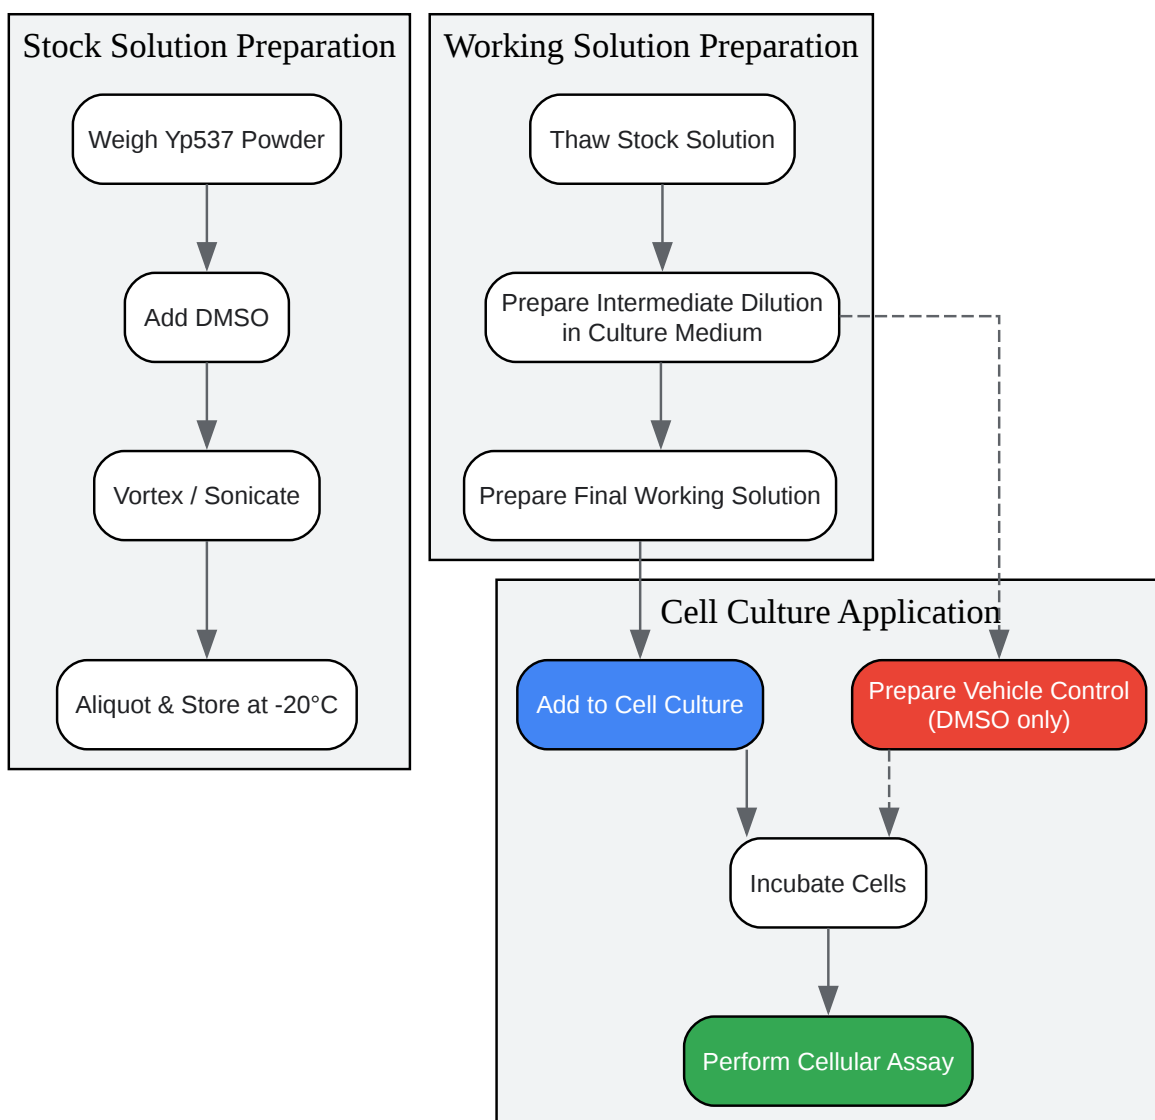 Stock Solution Preparation
Weigh Yp537 Powder
Add DMSO
Vortex / Sonicate
Aliquot & Store at -20°C
Working Solution Preparation
Thaw Stock Solution
Prepare Intermediate Dilution
in Culture Medium
Prepare Final Working Solution
Cell Culture Application
Add to Cell Culture
Prepare Vehicle Control
(DMSO only)
Incubate Cells
Perform Cellular Assay